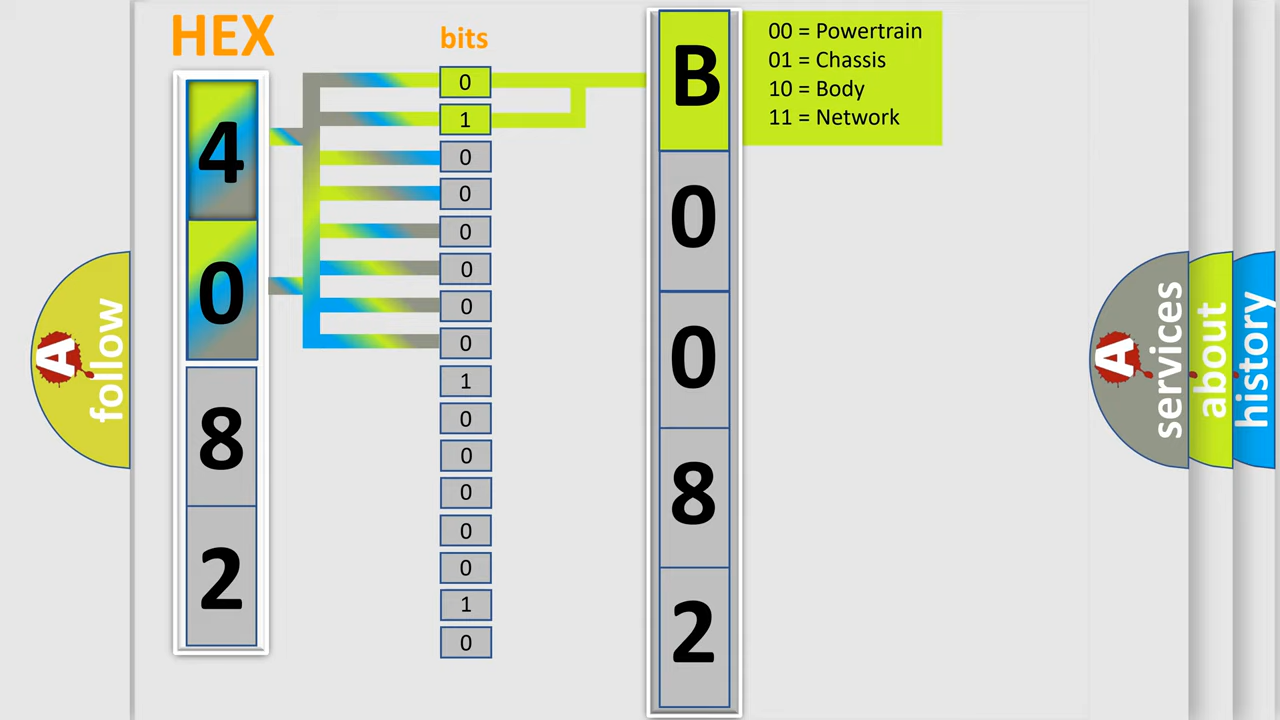 HEX
bits
4
0
8
2
0
1
0
0
0
0
0
0
1
0
0
0
0
0
1
0
B
0
0
8
2
00 = Powertrain
01 = Chassis
10 = Body
11 = Network
A
follow
A
services
about
history